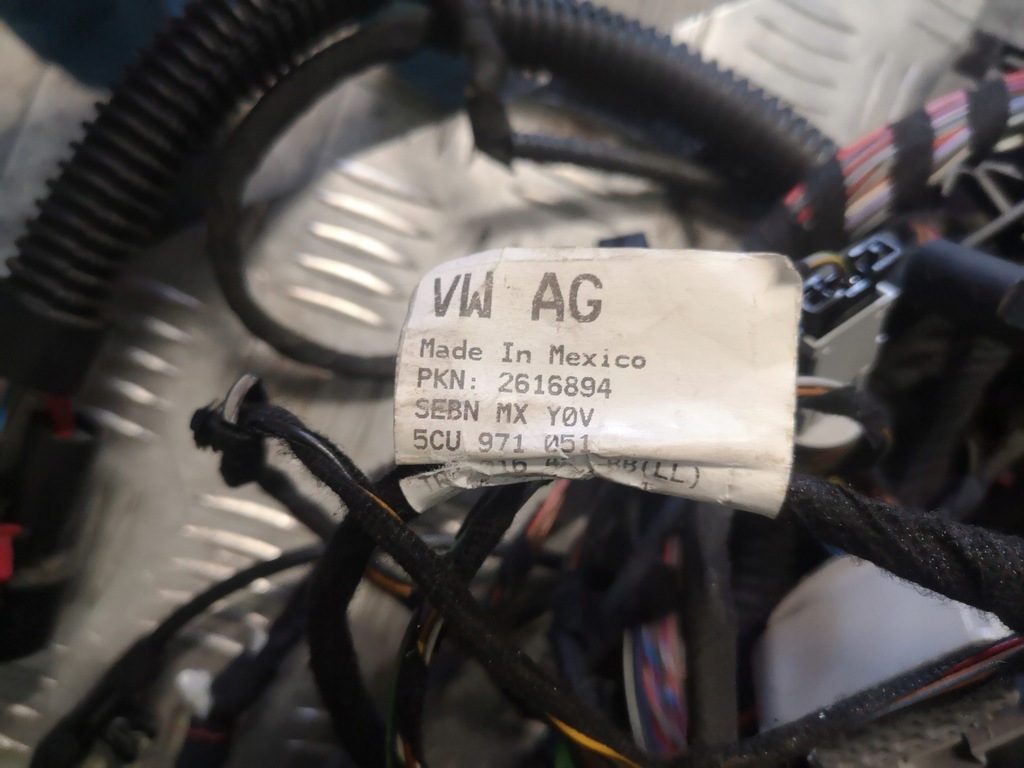 VW AG
Made In Mexico
PKN: 2616894
SEBN MX Y0V
5CU 971 051